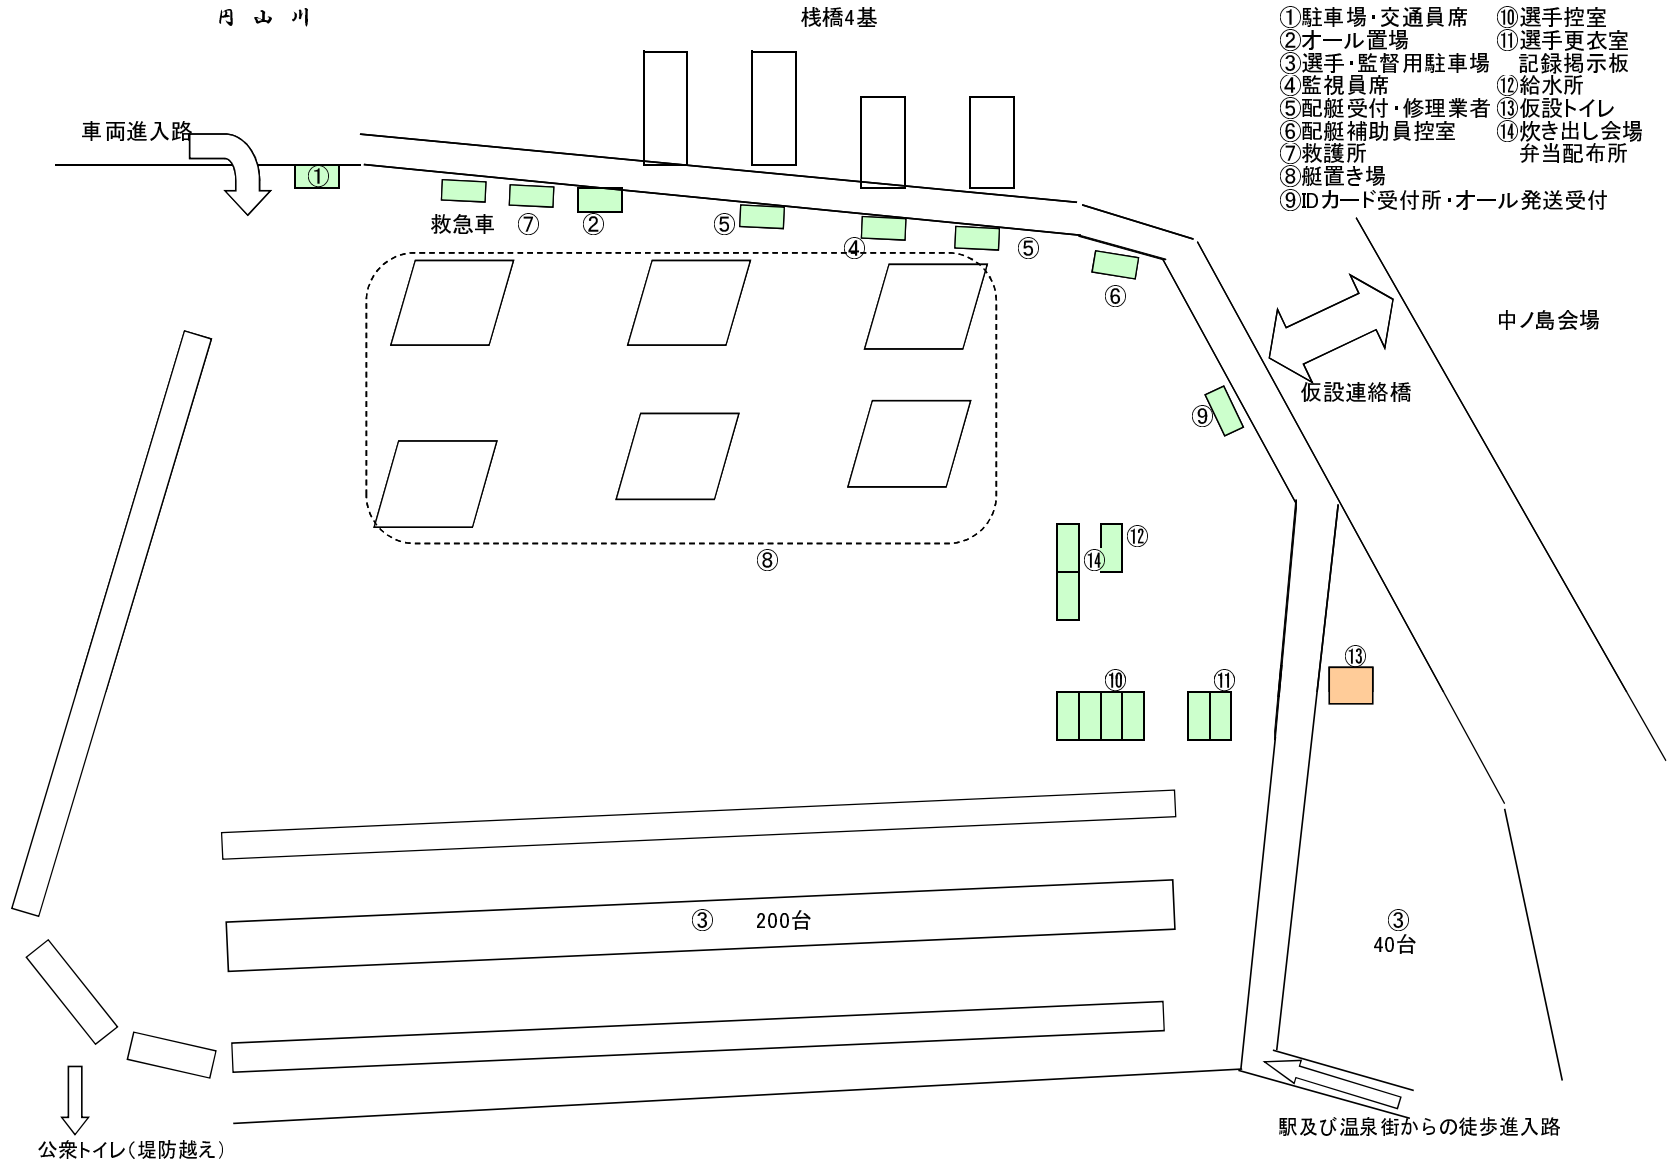 円山川
桟橋4基
①駐車場・交通員席
②オール置場
③選手・監督用駐車場
④監視員席
⑤配艇受付・修理業者
⑥配艇補助員控室
⑦救護所
⑧艇置き場
⑨IDカード受付所・オール発送受付
⑩選手控室
⑪選手更衣室
記録掲示板
⑫給水所
⑬仮設トイレ
⑭炊き出し会場
弁当配布所
車両進入路
①
救急車
⑦
②
⑤
④
⑤
⑥
中ノ島会場
仮設連絡橋
⑨
⑫
⑭
⑧
⑬
⑩
⑪
③
200台
③
40台
駅及び温泉街からの徒歩進入路
公衆トイレ(堤防越え)